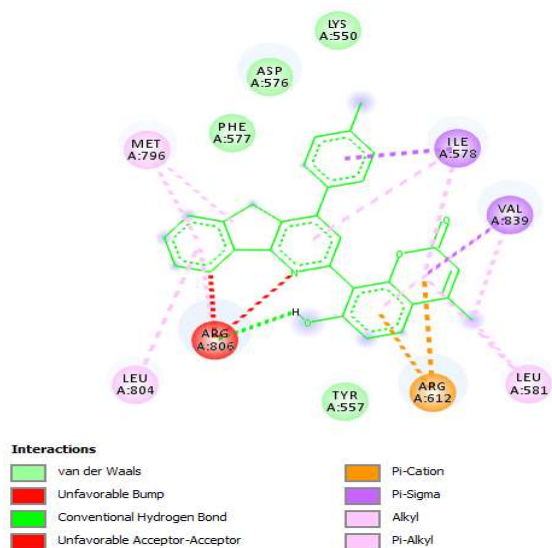 LYS
A:550
ASP
A:576
PHE
A:577
MET
A:796
ILE
A:578
VAL
A:839
O
O
N
H
O
ARG
A:806
LEU
A:804
TYR
A:557
ARG
A:612
LEU
A:581
Interactions
van der Waals
Unfavorable Bump
Conventional Hydrogen Bond
Unfavorable Acceptor-Acceptor
Pi-Cation
Pi-Sigma
Alkyl
Pi-Alkyl